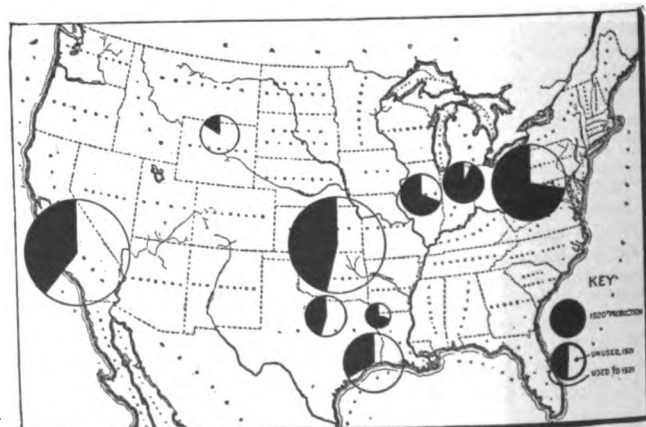 C A N A D
KEY
1920 PRODUCTION
UNUSED, 1921
USED TO 1921